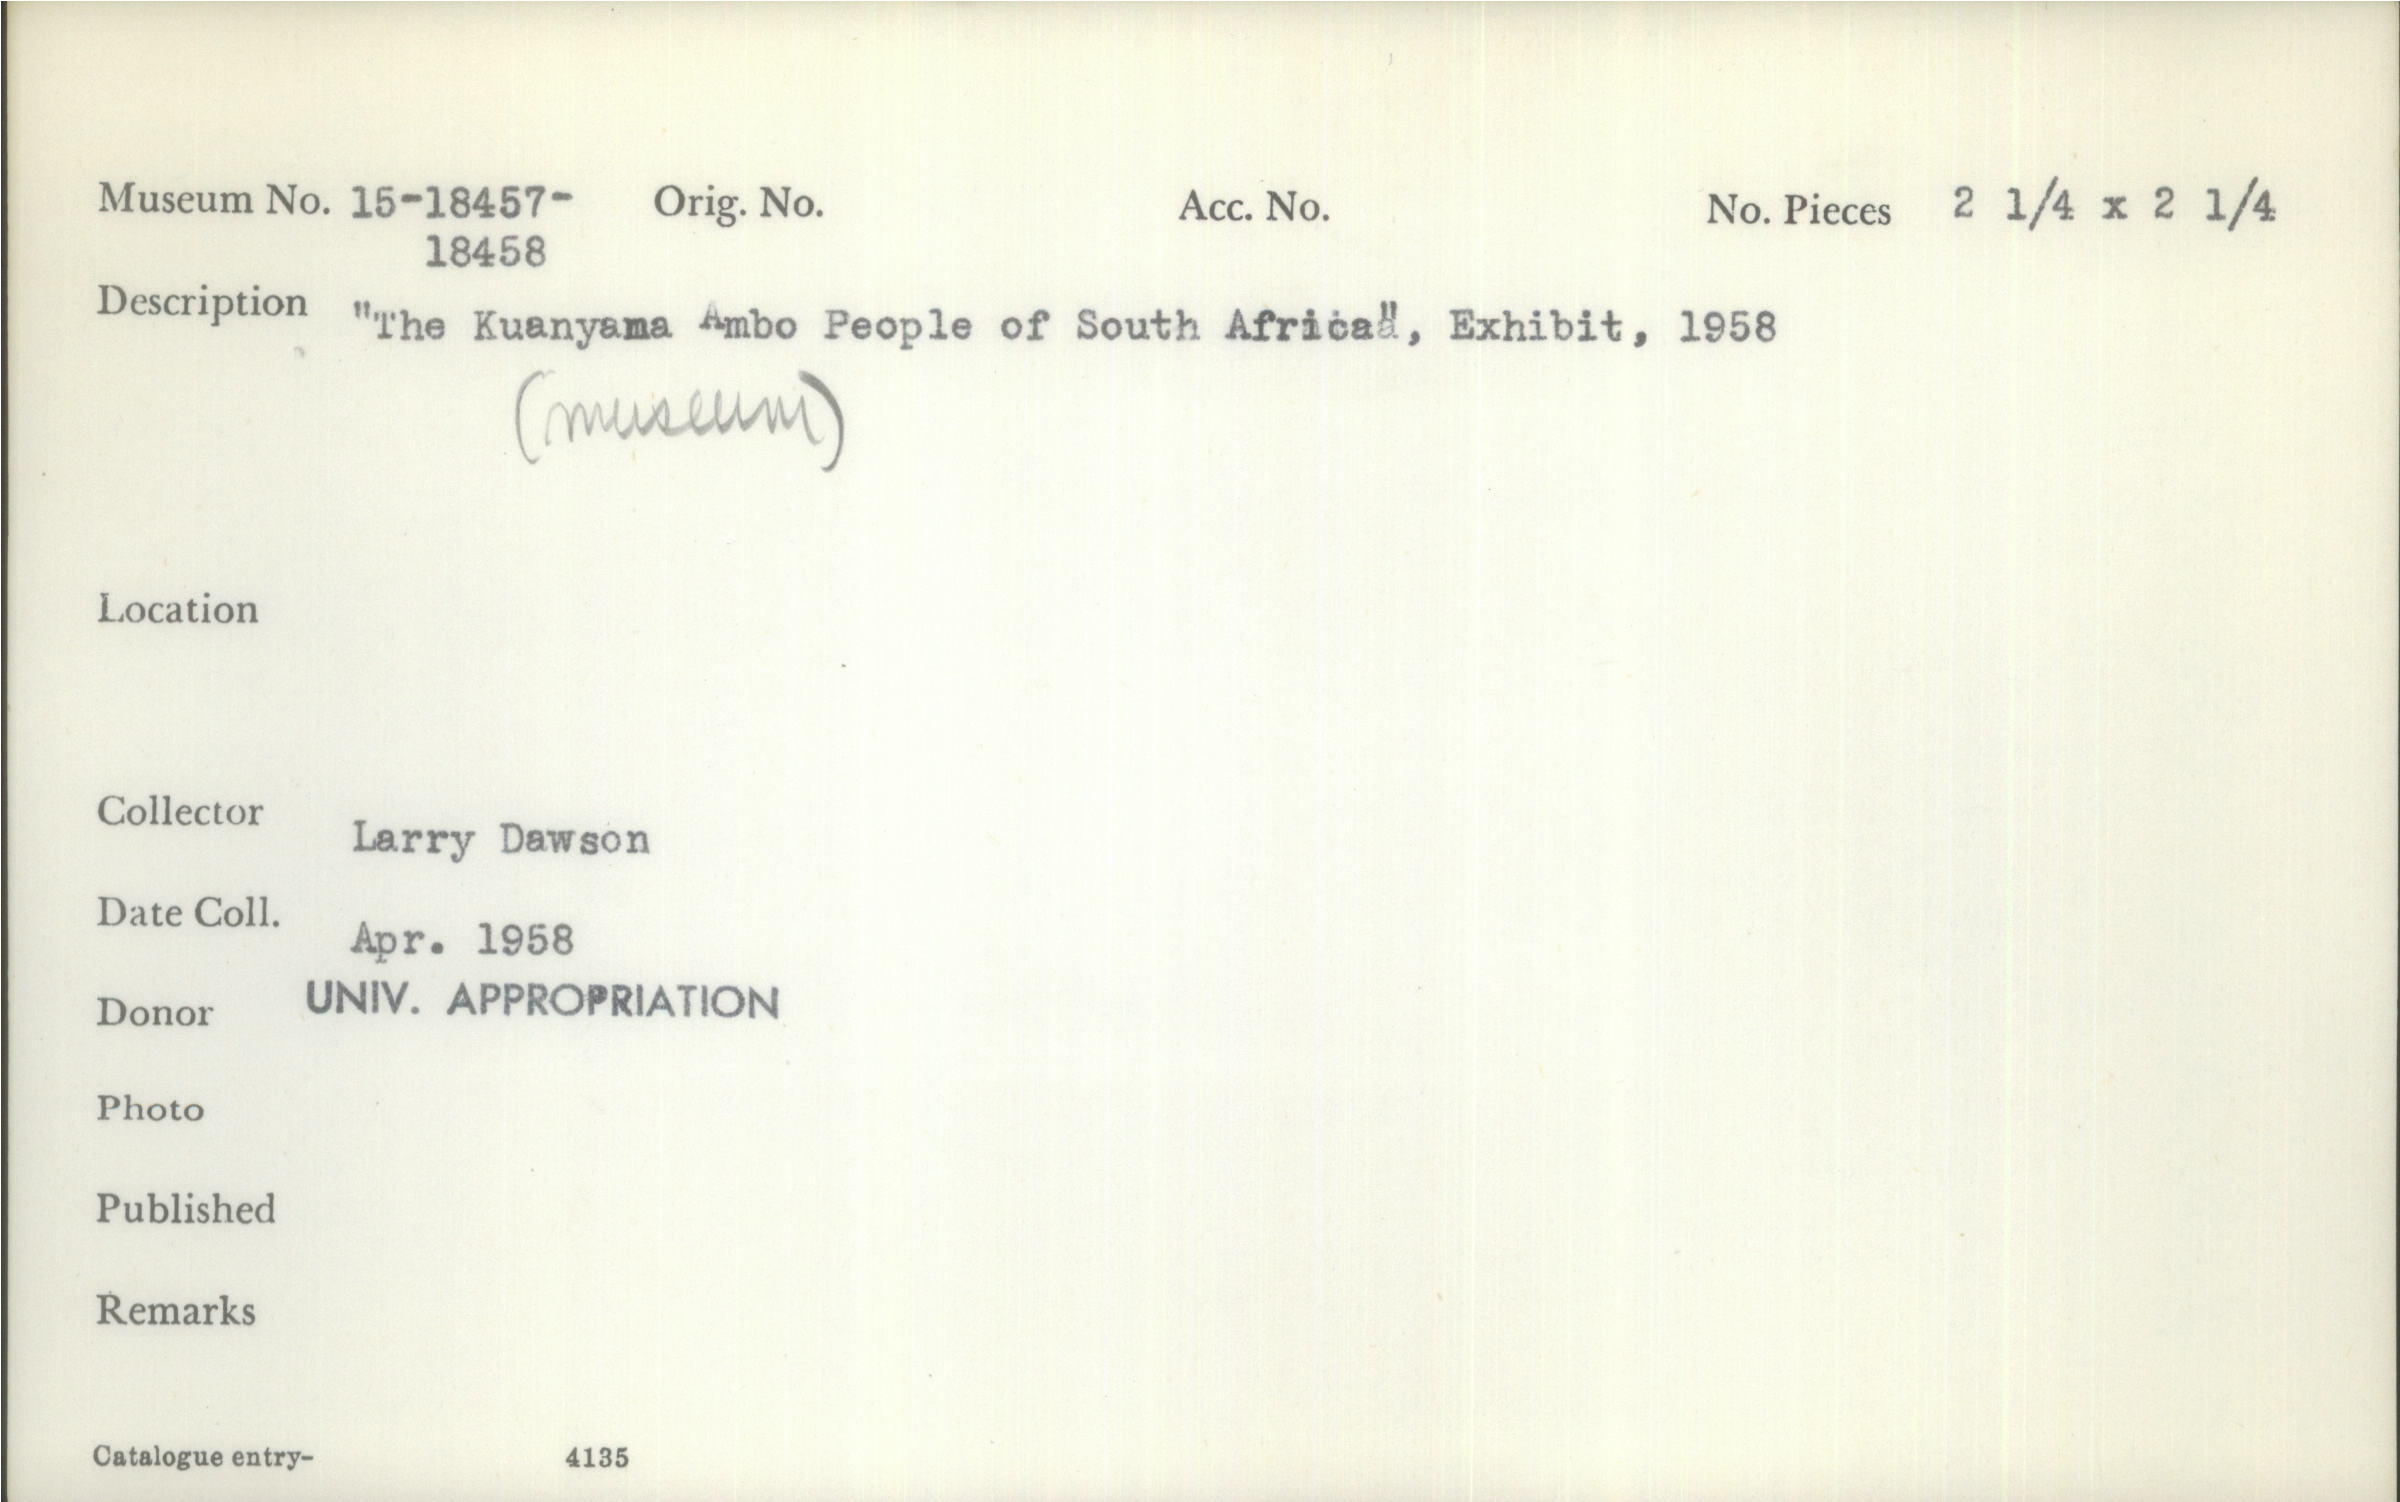 Museum No. 15-18457- Orig. No. Acc. No. No. Pieces 2 1/4 x 2 1/4
18458
Description "The Kuanyama Ambo People of South Africa", Exhibit, 1958
(museum)
Location
Collector Larry Dawson
Date Coll. Apr. 1958
Donor UNIV. APPROPRIATION
Photo
Published
Remarks
Catalogue entry- 4135